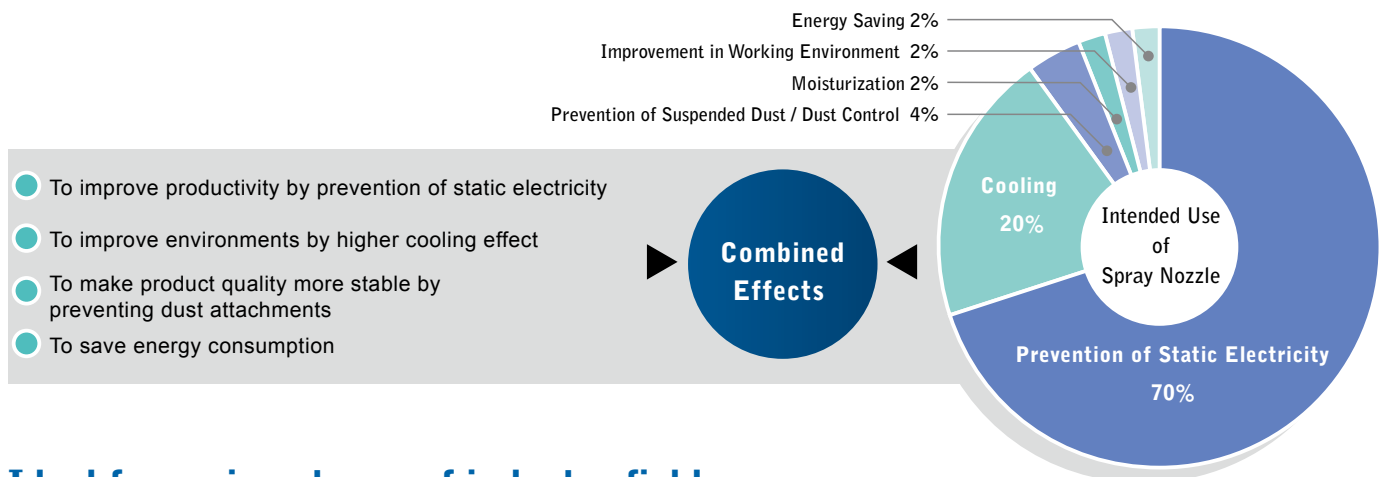 Energy Saving 2%
Improvement in Working Environment 2%
Moisturization 2%
Prevention of Suspended Dust / Dust Control 4%
To improve productivity by prevention of static electricity
To improve environments by higher cooling effect
To make product quality more stable by
preventing dust attachments
To save energy consumption
Combined
Effects
Cooling
20%
Intended Use
of
Spray Nozzle
Prevention of Static Electricity
70%